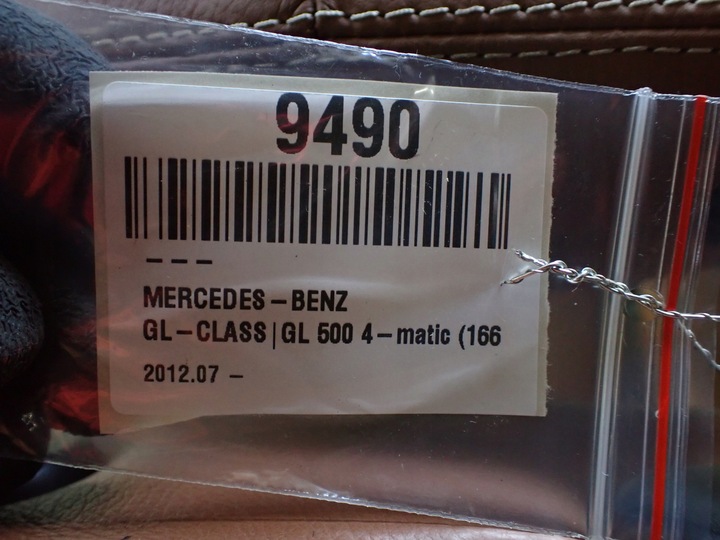 9490
– – –
MERCEDES – BENZ
GL – CLASS | GL 500 4 – matic (166
2012.07 –